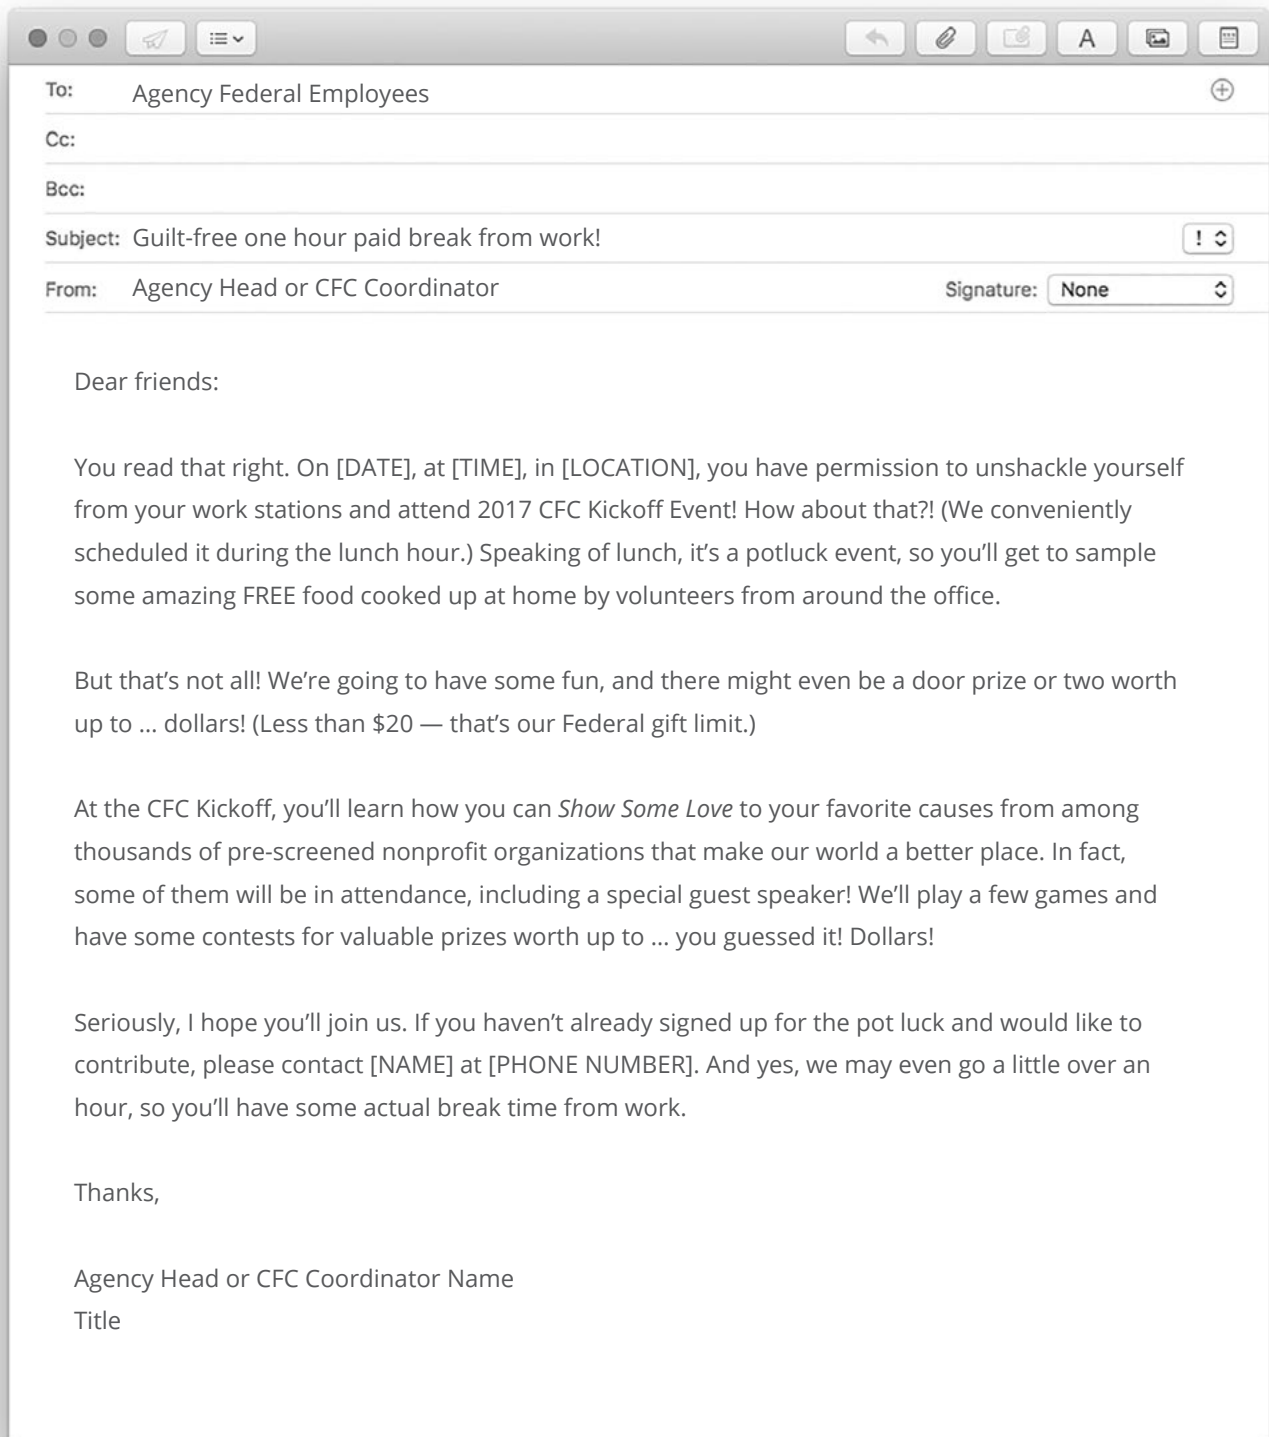 To: Agency Federal Employees
Cc:
Bcc:
Subject: Guilt-free one hour paid break from work! !
From: Agency Head or CFC Coordinator Signature: None
A
Dear friends:
You read that right. On [DATE], at [TIME], in [LOCATION], you have permission to unshackle yourself
from your work stations and attend 2017 CFC Kickoff Event! How about that?! (We conveniently
scheduled it during the lunch hour.) Speaking of lunch, it’s a potluck event, so you’ll get to sample
some amazing FREE food cooked up at home by volunteers from around the office.
But that’s not all! We’re going to have some fun, and there might even be a door prize or two worth
up to ... dollars! (Less than $20 — that’s our Federal gift limit.)
At the CFC Kickoff, you’ll learn how you can Show Some Love to your favorite causes from among
thousands of pre-screened nonprofit organizations that make our world a better place. In fact,
some of them will be in attendance, including a special guest speaker! We’ll play a few games and
have some contests for valuable prizes worth up to ... you guessed it! Dollars!
Seriously, I hope you’ll join us. If you haven’t already signed up for the pot luck and would like to
contribute, please contact [NAME] at [PHONE NUMBER]. And yes, we may even go a little over an
hour, so you’ll have some actual break time from work.
Thanks,
Agency Head or CFC Coordinator Name
Title